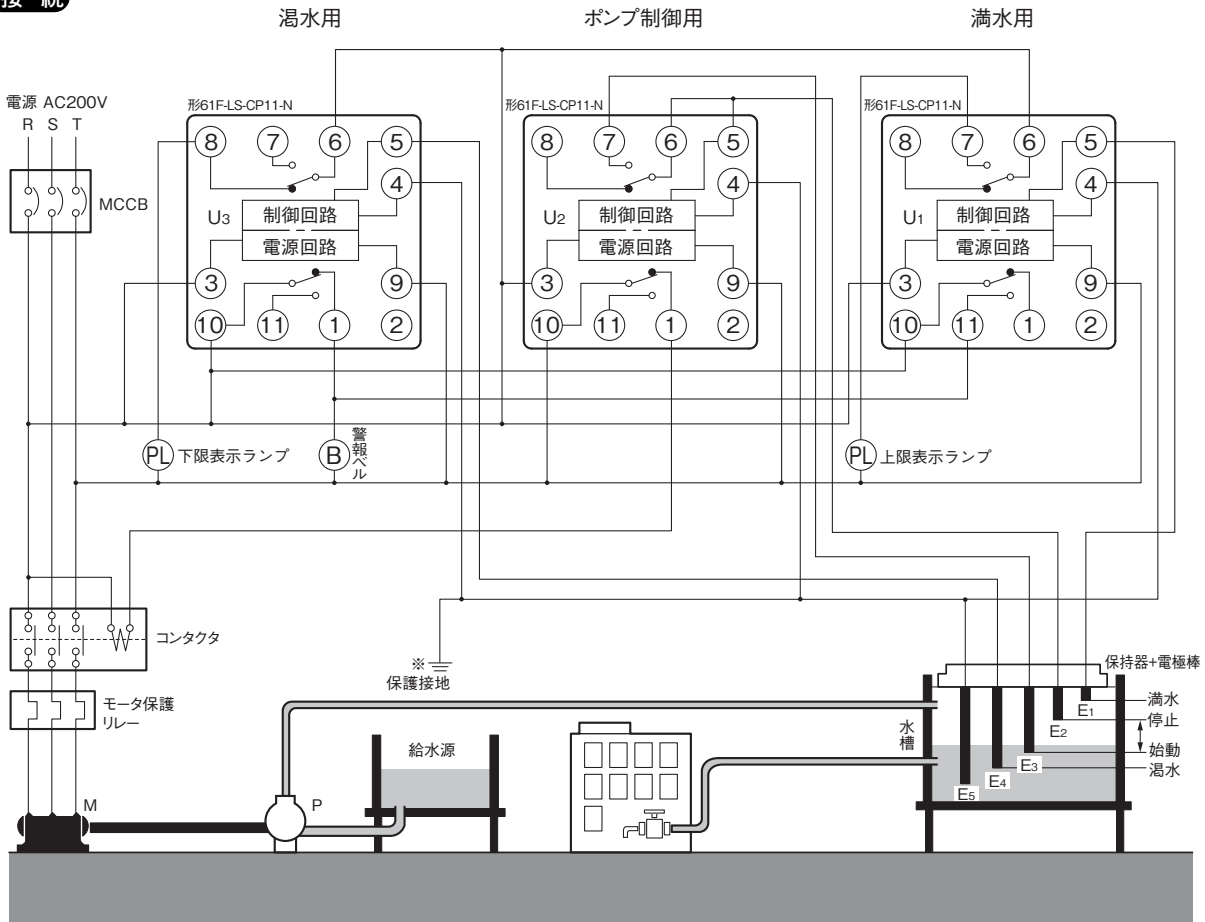 接 続
渇水用
ポンプ制御用
満水用
電源 AC200V
R S T
MCCB
形61F-LS-CP11-N
8 7 6 5
4
U3
制御回路
電源回路
3 9
10 11 1 2
形61F-LS-CP11-N
8 7 6 5
4
U2
制御回路
電源回路
3 9
10 11 1 2
形61F-LS-CP11-N
8 7 6 5
4
U1
制御回路
電源回路
3 9
10 11 1 2
PL 下限表示ランプ
B 警報ベル
PL 上限表示ランプ
コンタクタ
モータ保護
リレー
※
保護接地
保持器+電極棒
満水
停止
始動
渇水
E1
E2
E3
E4
E5
水槽
給水源
M
P